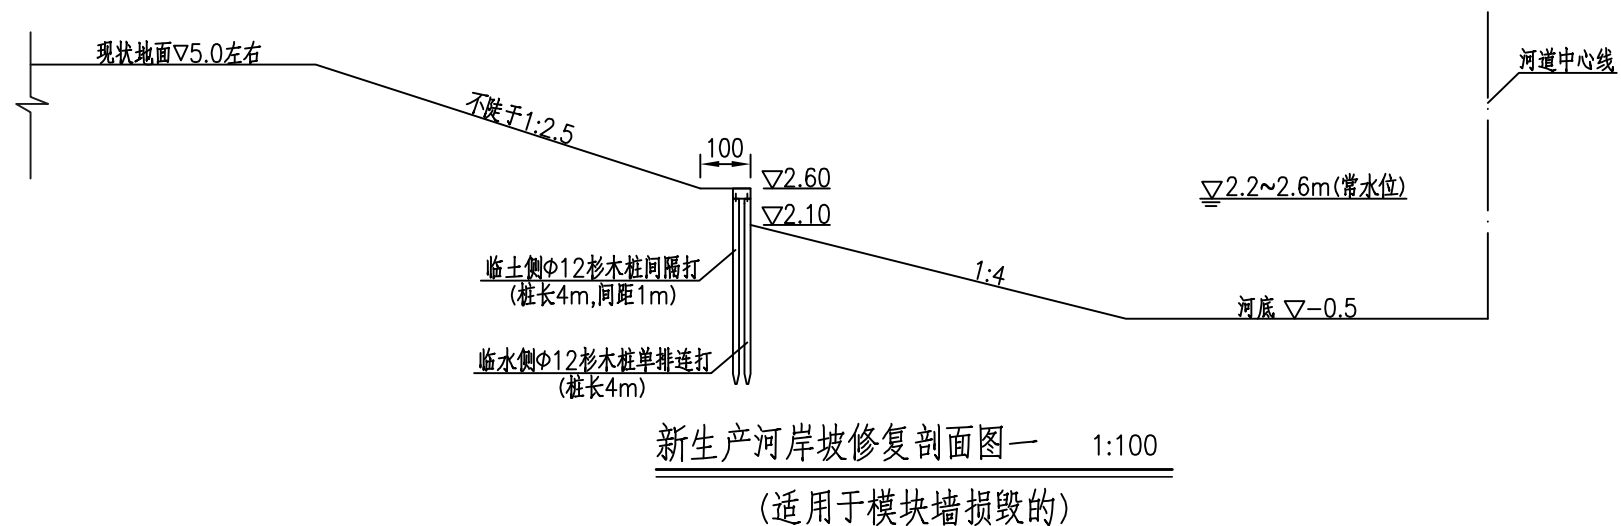 现状地面▽5.0左右
河道中心线
不陡于1:2.5
100
▽2.60
▽2.10
▽2.2~2.6m(常水位)
临土侧Φ12杉木桩间隔打
(桩长4m,间距1m)
1:4
河底 ▽-0.5
临水侧Φ12杉木桩单排连打
(桩长4m)
新生产河岸坡修复剖面图一 1:100
(适用于模块墙损毁的)